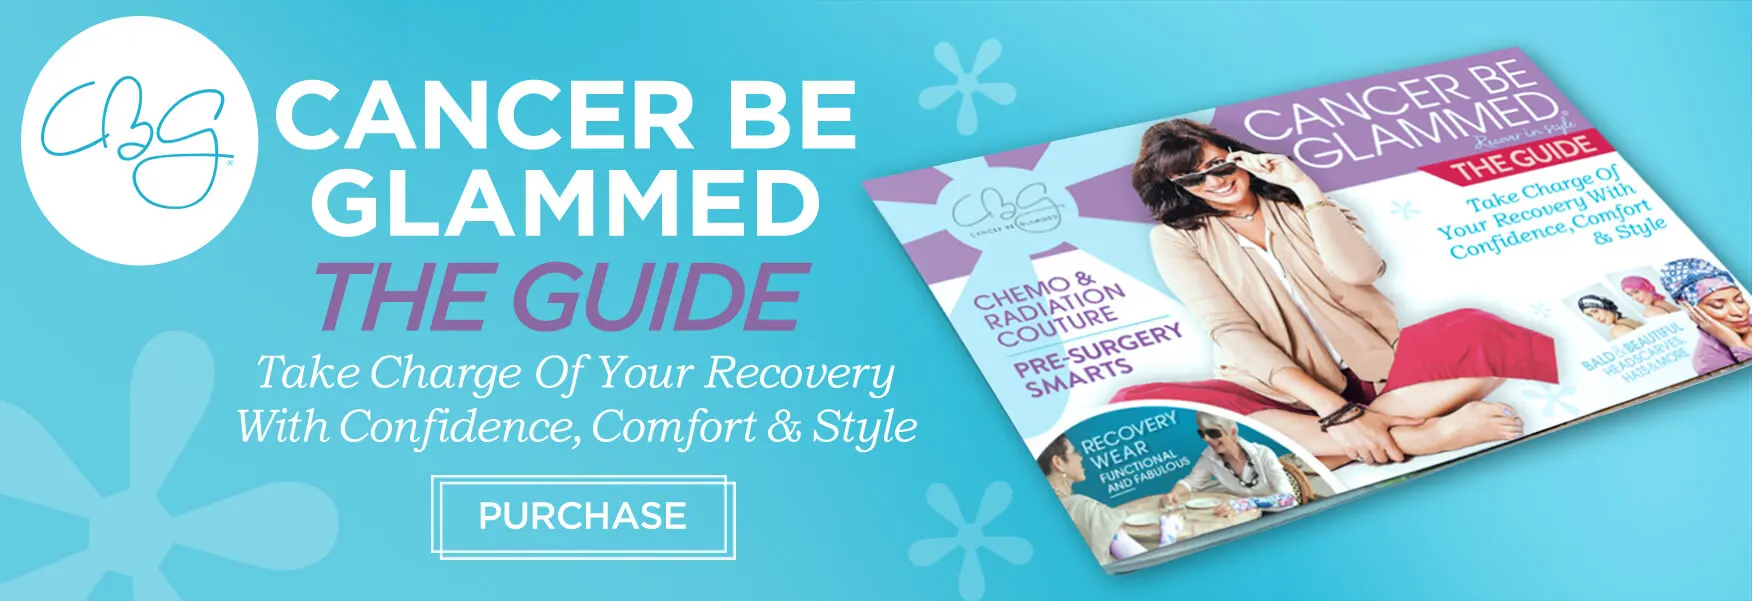 CBG
CANCER BE
GLAMMED
THE GUIDE
Take Charge Of Your Recovery
With Confidence, Comfort & Style
PURCHASE
CANCER BE
GLAMMED®
Recover in style
THE GUIDE
Take Charge Of
Your Recovery With
Confidence, Comfort
& Style
CBG
CANCER BE GLAMMED
CHEMO &
RADIATION
COUTURE
PRE-SURGERY
SMARTS
RECOVERY
WEAR
FUNCTIONAL
AND FABULOUS
BALD & BEAUTIFUL
HEADSCARVES,
HATS & MORE